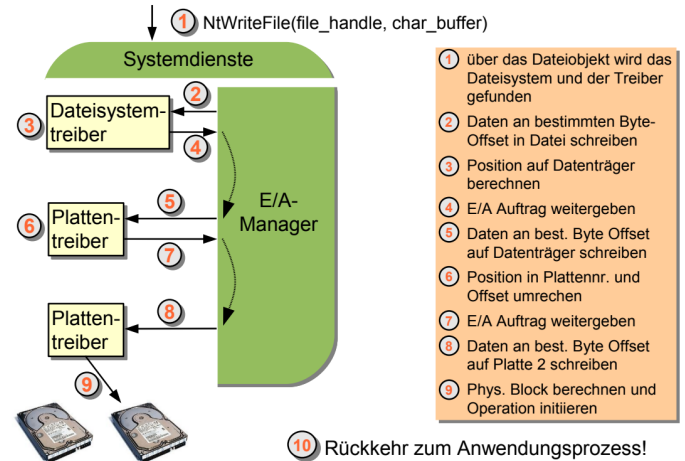 1 NtWriteFile(file_handle, char_buffer)
Systemdienste
2
Dateisystem-
treiber
3
4
E/A-
Manager
5
Platten-
treiber
6
7
8
Platten-
treiber
9
1 über das Dateiobjekt wird das
Dateisystem und der Treiber
gefunden
2 Daten an bestimmten Byte-
Offset in Datei schreiben
3 Position auf Datenträger
berechnen
4 E/A Auftrag weitergeben
5 Daten an best. Byte Offset
auf Datenträger schreiben
6 Position in Plattennr. und
Offset umrechen
7 E/A Auftrag weitergeben
8 Daten an best. Byte Offset
auf Platte 2 schreiben
9 Phys. Block berechnen und
Operation initiieren
10 Rückkehr zum Anwendungsprozess!